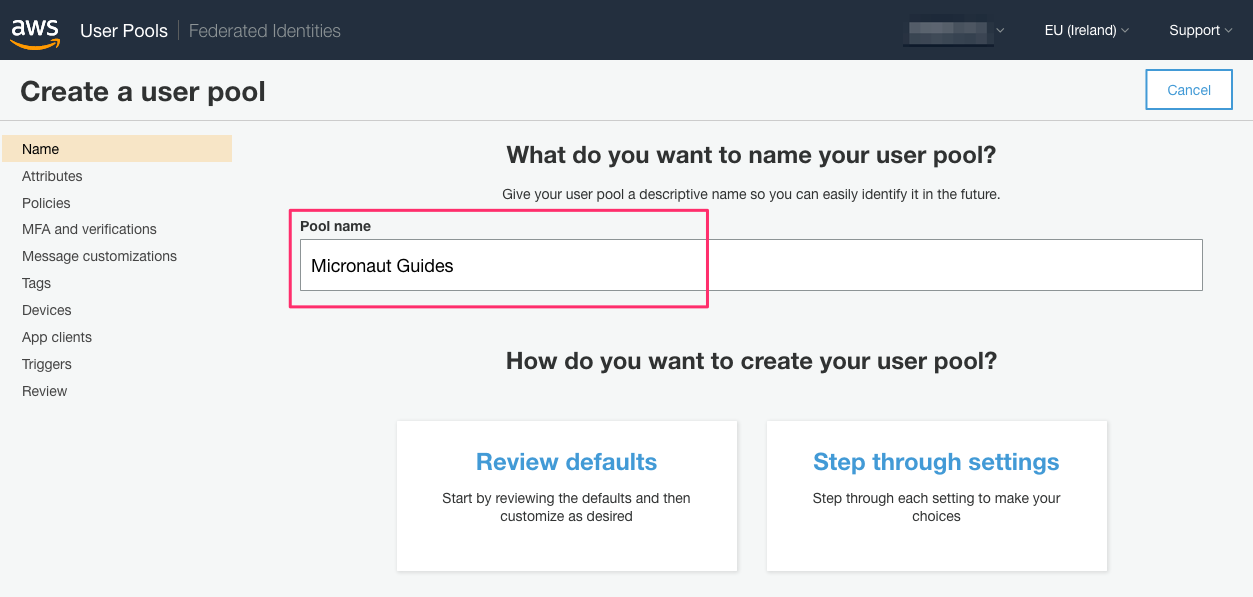 aws User Pools Federated Identities EU (Ireland) Support
Create a user pool
Cancel
Name
Attributes
Policies
MFA and verifications
Message customizations
Tags
Devices
App clients
Triggers
Review
What do you want to name your user pool?
Give your user pool a descriptive name so you can easily identify it in the future.
Pool name
Micronaut Guides
How do you want to create your user pool?
Review defaults
Start by reviewing the defaults and then
customize as desired
Step through settings
Step through each setting to make your
choices